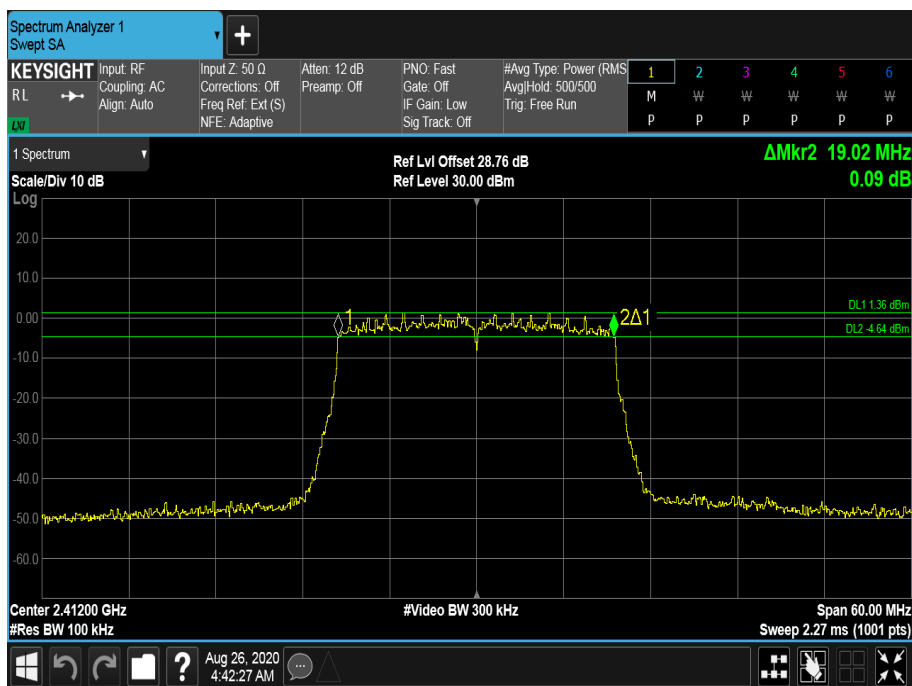 Spectrum Analyzer 1
Swept SA
+
KEYSIGHT
RL
LXI
Input: RF
Coupling: AC
Align: Auto
Input Z: 50 Ω
Corrections: Off
Freq Ref: Ext (S)
NFE: Adaptive
Atten: 12 dB
Preamp: Off
PNO: Fast
Gate: Off
IF Gain: Low
Sig Track: Off
#Avg Type: Power (RMS
Avg|Hold: 500/500
Trig: Free Run
1 2 3 4 5 6
M W W W W W
P P P P P P
1 Spectrum
Scale/Div 10 dB
Ref Lvl Offset 28.76 dB
Ref Level 30.00 dBm
ΔMkr2 19.02 MHz
0.09 dB
Log
20.0
10.0
0.00
-10.0
-20.0
-30.0
-40.0
-50.0
-60.0
1
2Δ1
DL1 1.36 dBm
DL2 -4.64 dBm
Center 2.41200 GHz
#Res BW 100 kHz
#Video BW 300 kHz
Span 60.00 MHz
Sweep 2.27 ms (1001 pts)
?
Aug 26, 2020
4:42:27 AM